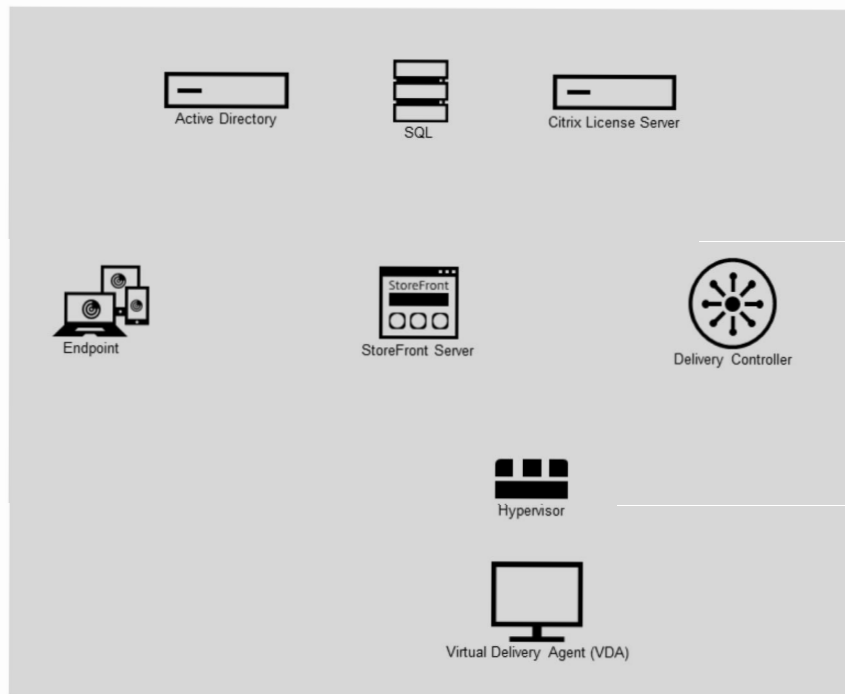 Active Directory
SQL
Citrix License Server
Endpoint
StoreFront
StoreFront Server
Delivery Controller
Hypervisor
Virtual Delivery Agent (VDA)